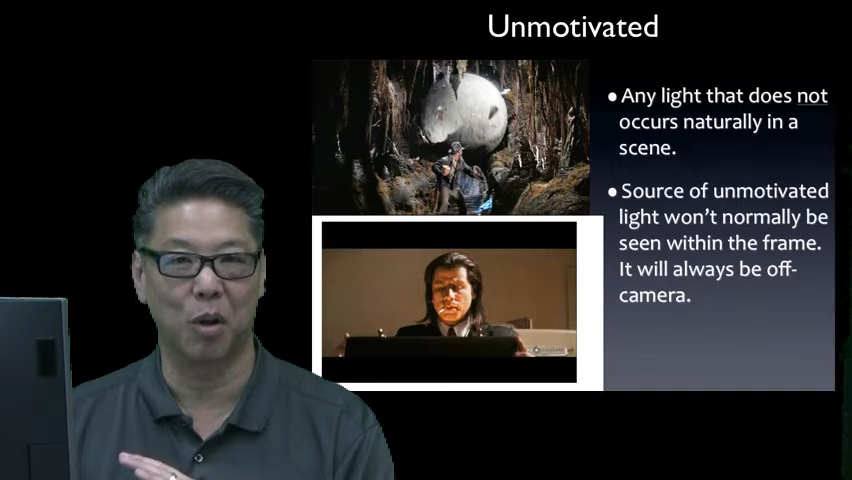 Unmotivated
•Any light that does not
occurs naturally in a
scene.
•Source of unmotivated
light won't normally be
seen within the frame.
It will always be off-
camera.